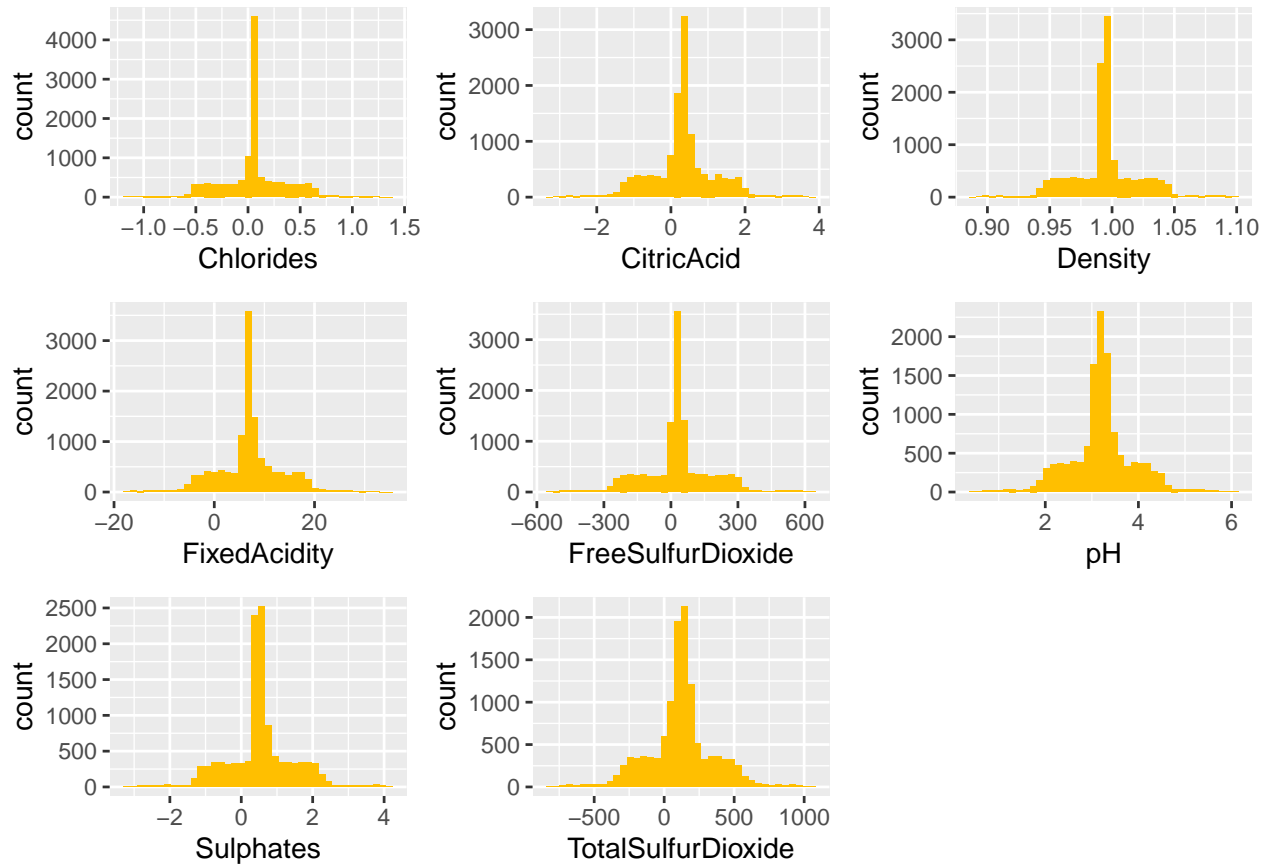 count
4000
3000
2000
1000
0
−1.0 −0.5 0.0 0.5 1.0 1.5
Chlorides
count
3000
2000
1000
0
−2 0 2 4
CitricAcid
count
3000
2000
1000
0
0.90 0.95 1.00 1.05 1.10
Density
count
3000
2000
1000
0
−20 0 20
FixedAcidity
count
3000
2000
1000
0
−600 −300 0 300 600
FreeSulfurDioxide
count
2000
1500
1000
500
0
2 4 6
pH
count
2500
2000
1500
1000
500
0
−2 0 2 4
Sulphates
count
2000
1500
1000
500
0
−500 0 500 1000
TotalSulfurDioxide